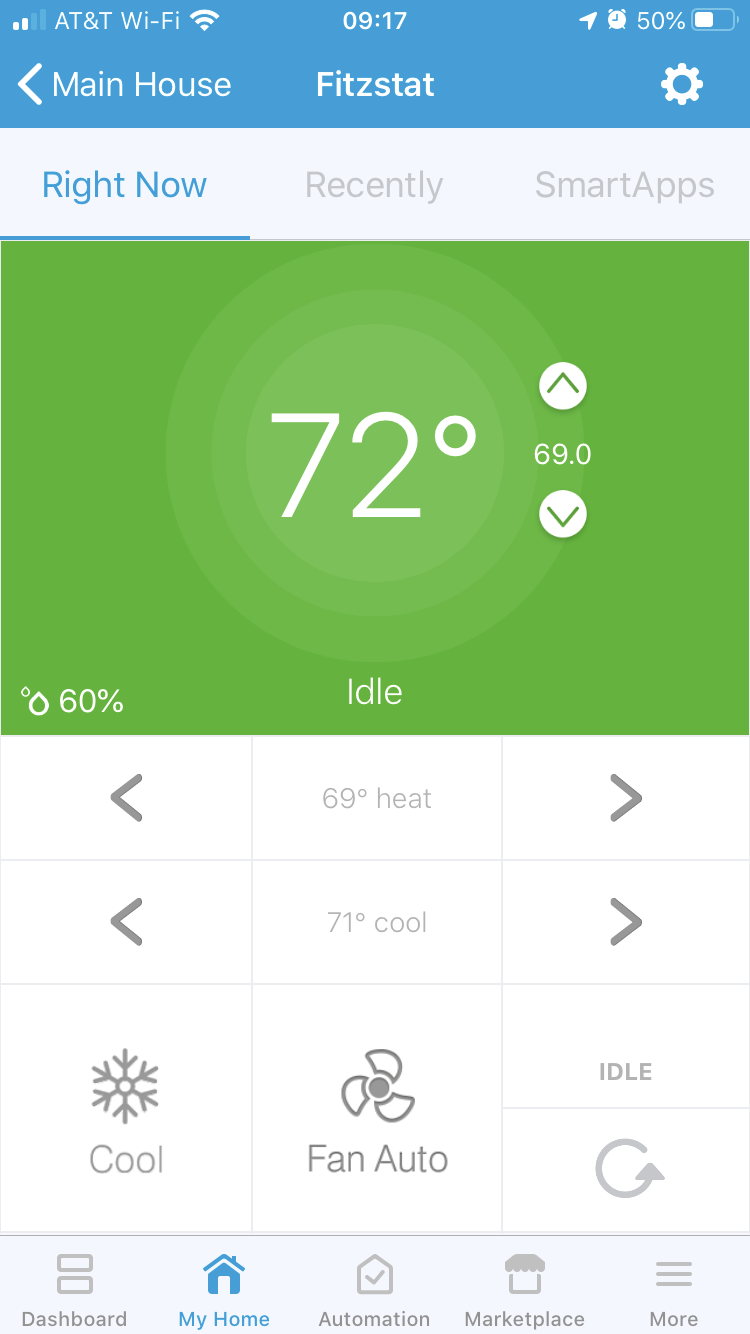 AT&T Wi-Fi 09:17 50%
Main House Fitzstat
Right Now Recently SmartApps
72°
69.0
60% Idle
69° heat
71° cool
IDLE
Cool Fan Auto
Dashboard My Home Automation Marketplace More